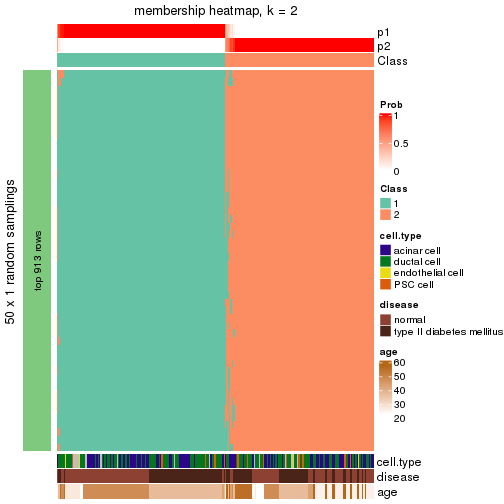 membership heatmap, k = 2
p1
p2
Class
50 x 1 random samplings
top 913 rows
Prob
1
0.5
0
Class
1
2
cell.type
acinar cell
ductal cell
endothelial cell
PSC cell
disease
normal
type II diabetes mellitus
age
60
50
40
30
20
cell.type
disease
age